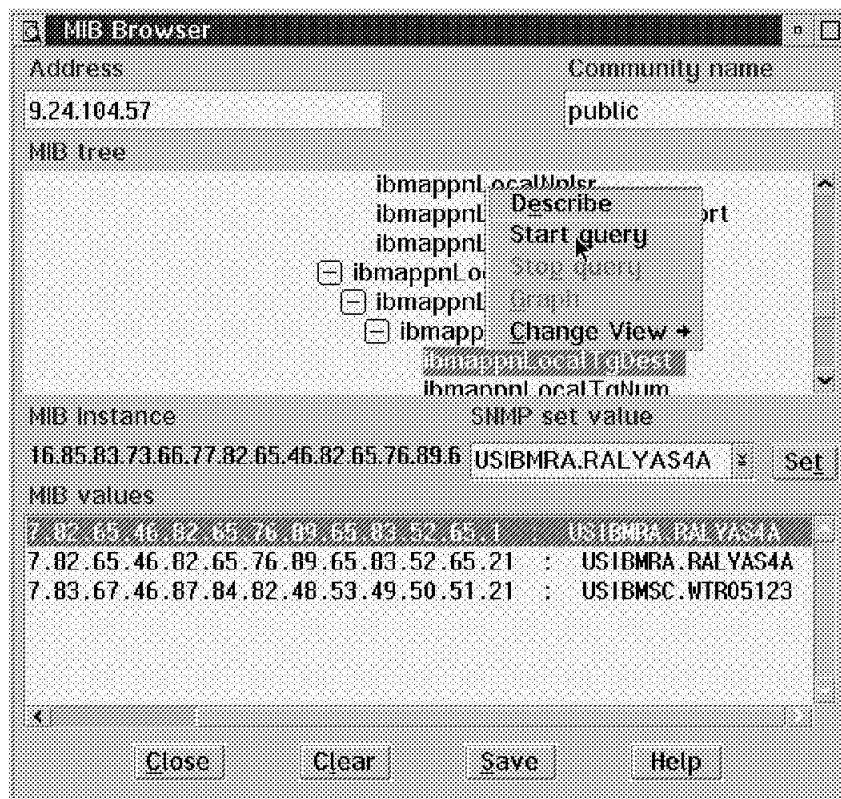 MIB Browser
Address Community name
9.24.104.57 public
MIB tree
ibmappnLocalNnIsr
ibmappnL Describe ort
ibmappnL Start query
ibmappnLo Stop query
ibmappnL Graph
ibmapp Change View
ibmappnLocalTgDest
ibmappnLocalTgNum
MIB Instance SNMP set value
16.85.83.73.66.77.82.65.46.82.65.76.89.6 USIBMRA.RALYAS4A Set
MIB values
7.82.65.46.82.65.76.89.65.83.52.65.1 : USIBMRA.RALYAS4A
7.82.65.46.82.65.76.89.65.83.52.65.21 : USIBMRA.RALYAS4A
7.83.67.46.87.84.82.48.53.49.50.51.21 : USIBMSC.WTR05123
Close Clear Save Help